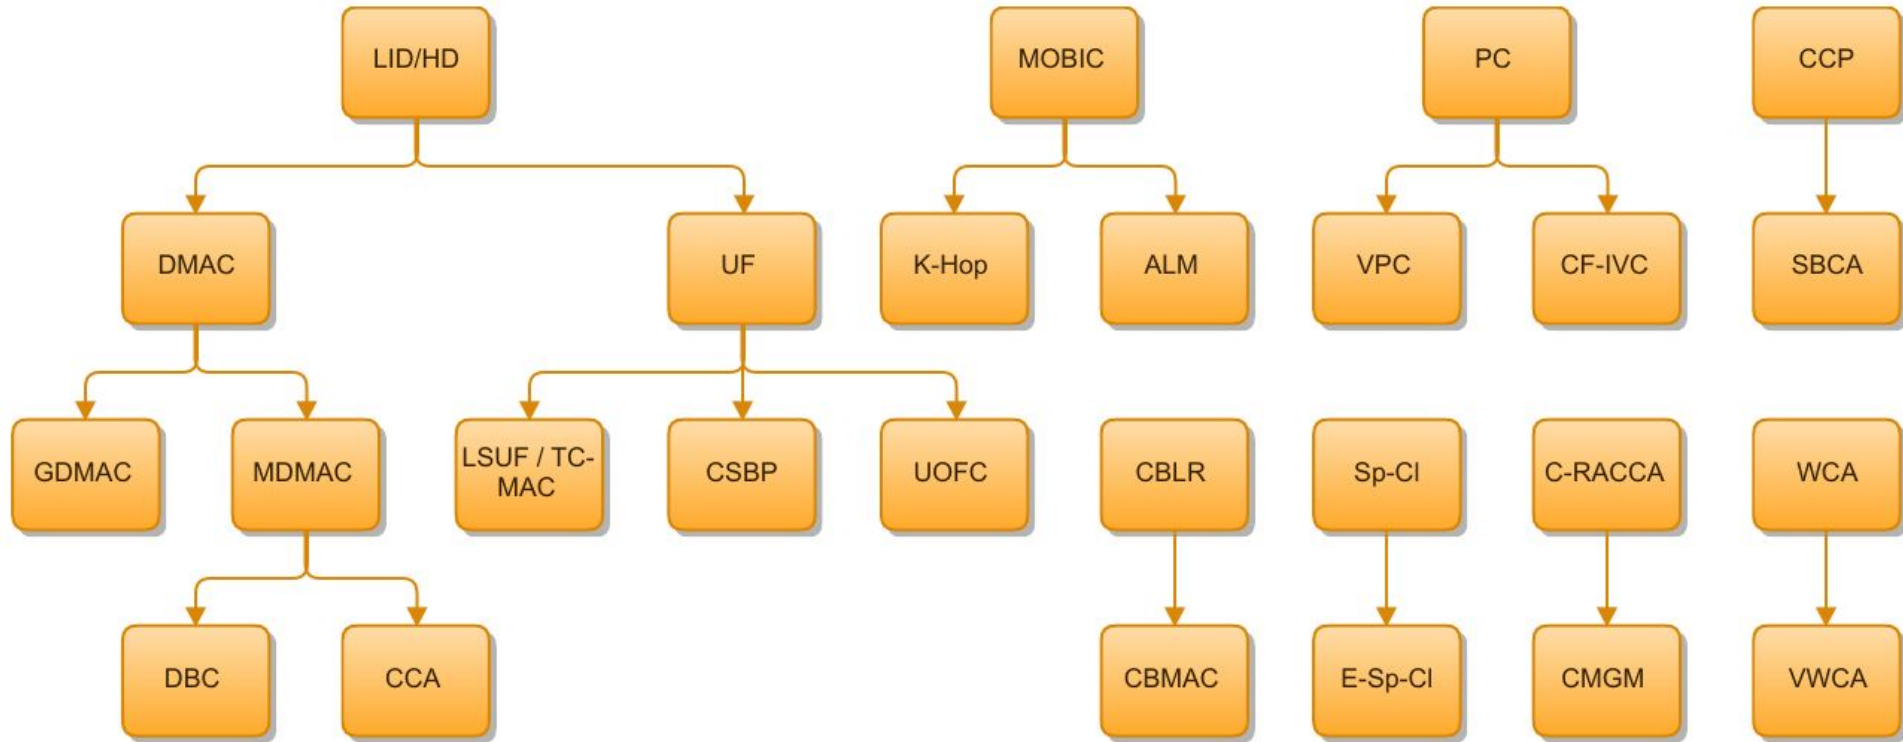 LID/HD
MOBIC
PC
CCP
DMAC
UF
K-Hop
ALM
VPC
CF-IVC
SBCA
GDMAC
MDMAC
LSUF / TC-
MAC
CSBP
UOFC
CBLR
Sp-Cl
C-RACCA
WCA
DBC
CCA
CBMAC
E-Sp-Cl
CMGM
VWCA